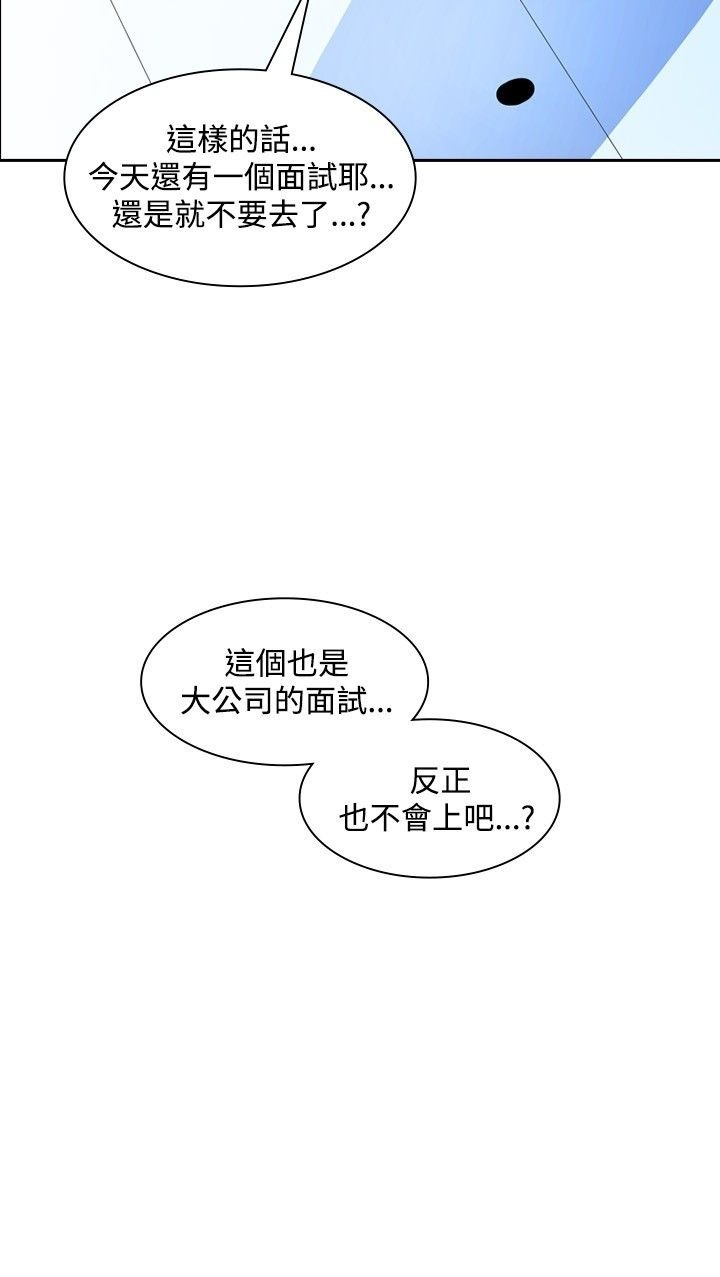 這樣的話...
今天還有一個面試耶...
還是就不要去了...?
這個也是
大公司的面試...
反正
也不會上吧...?